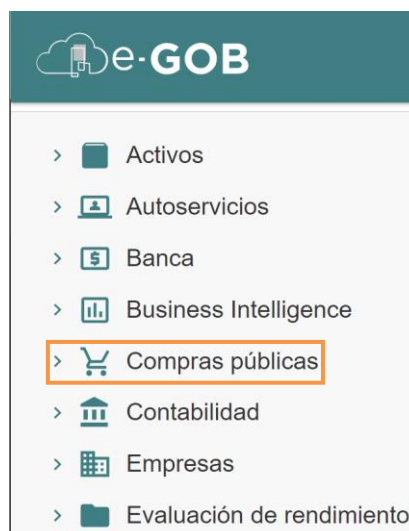 e-GOB
Activos
Autoservicios
Banca
Business Intelligence
Compras públicas
Contabilidad
Empresas
Evaluación de rendimiento